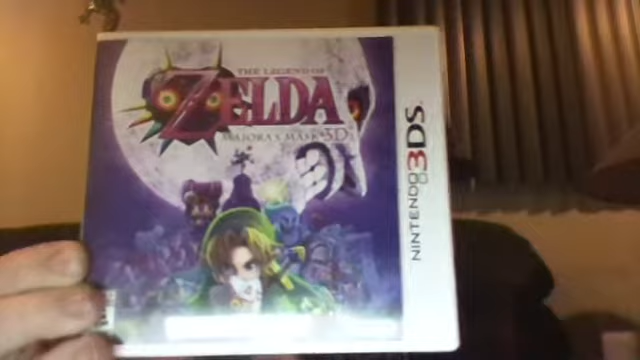 THE LEGEND OF
ZELDA
MAJORA'S MASK 3D
NINTENDO 3DS